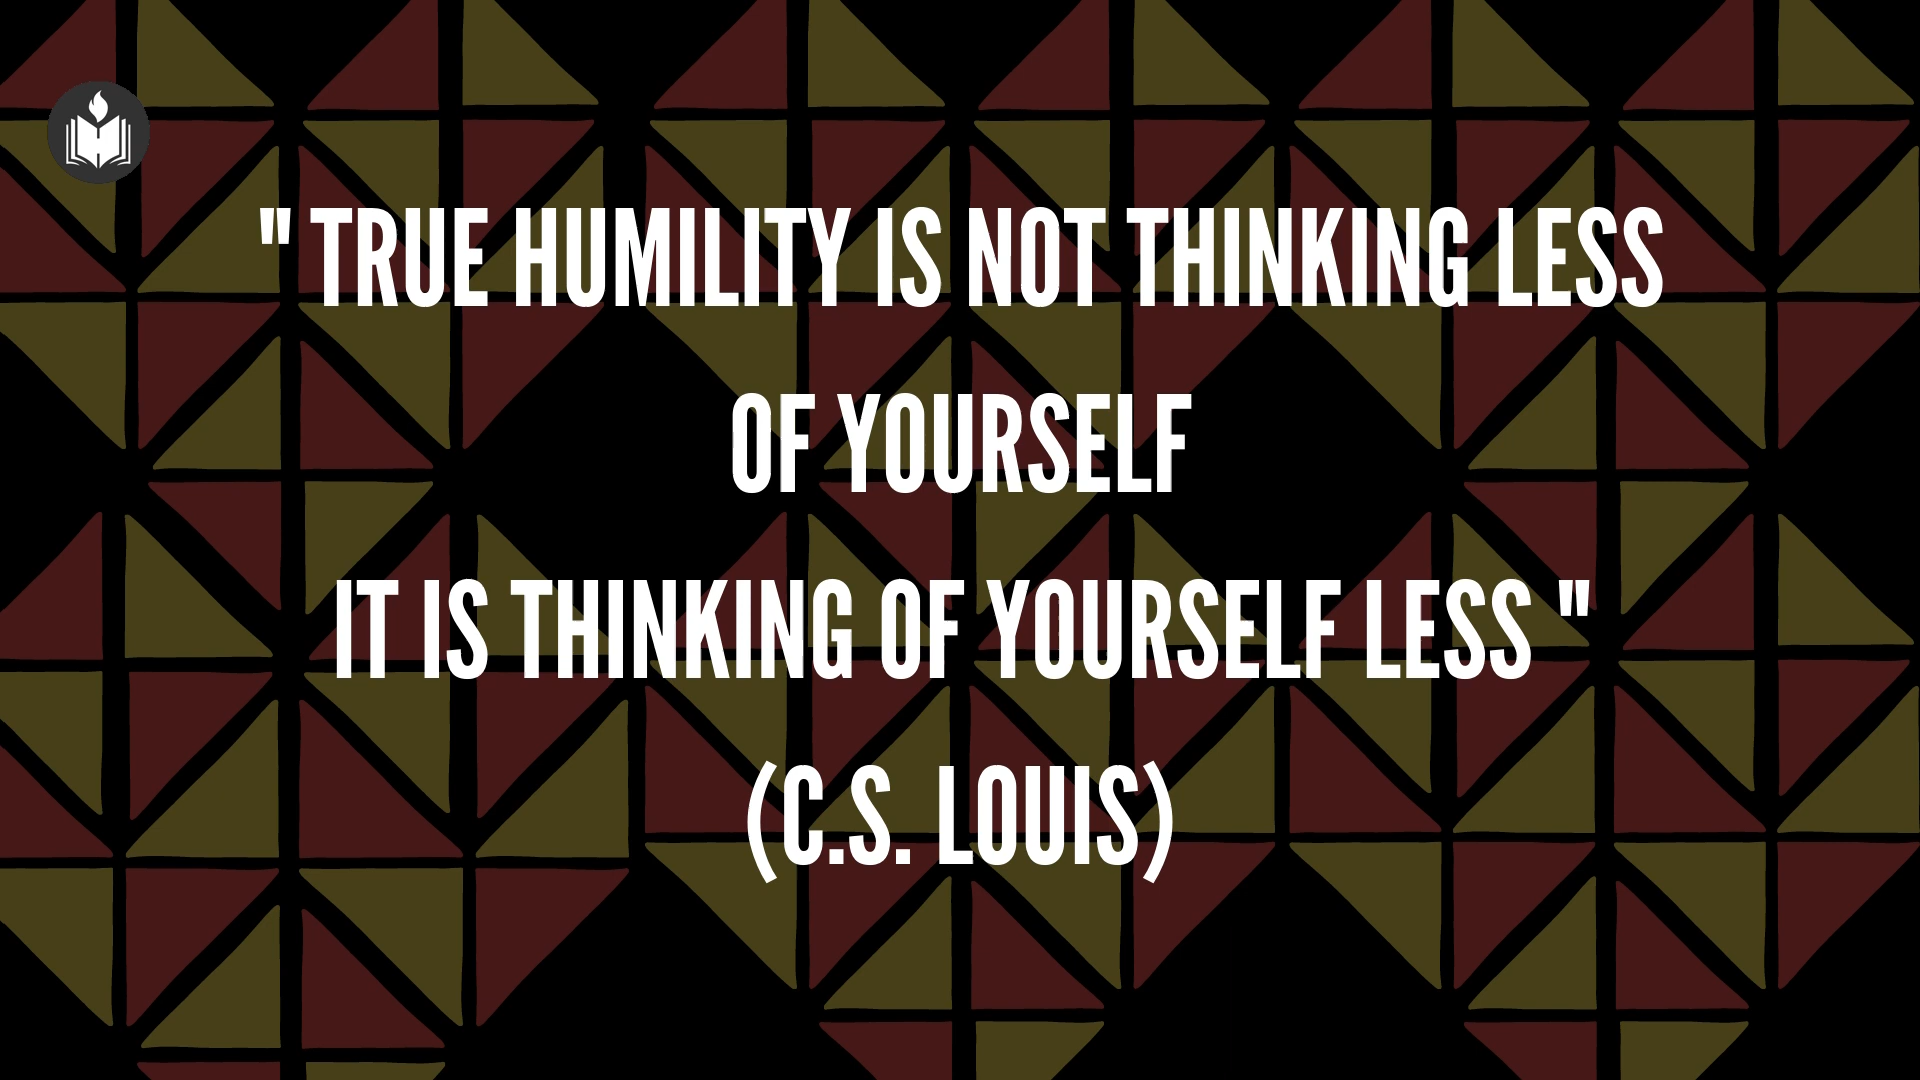 " TRUE HUMILITY IS NOT THINKING LESS
OF YOURSELF
IT IS THINKING OF YOURSELF LESS "
(C.S. LOUIS)